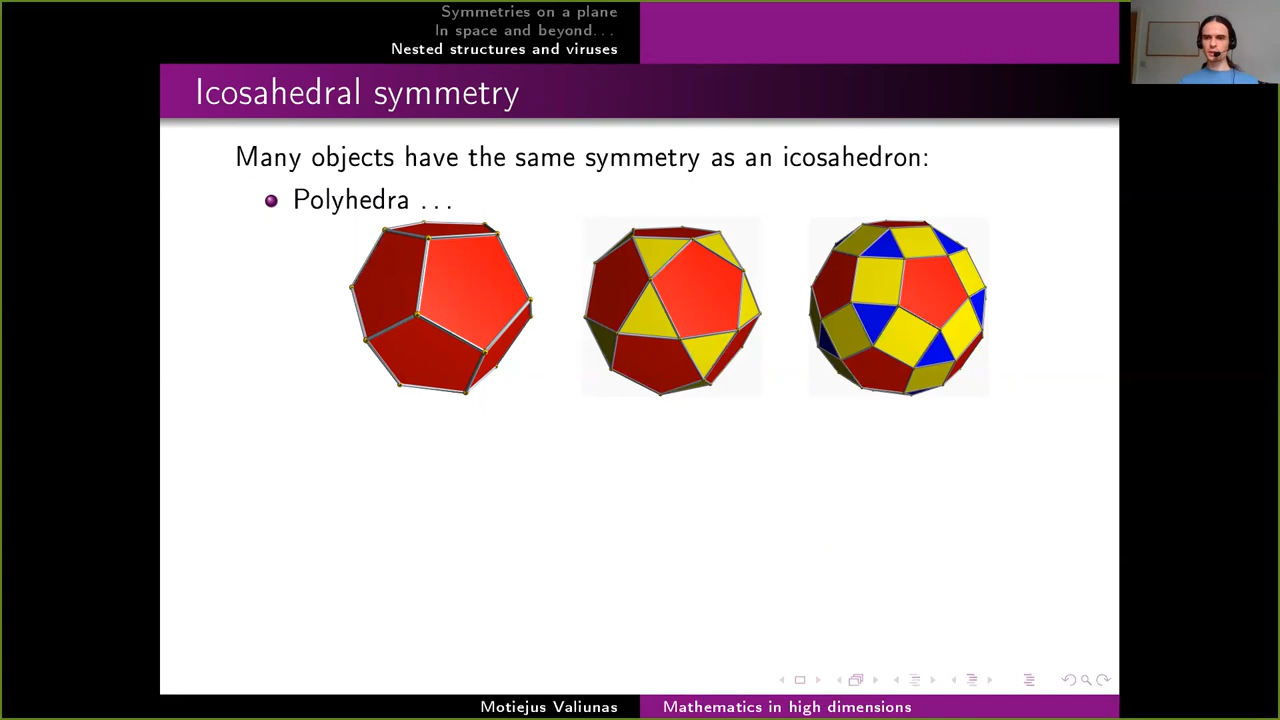 Symmetries on a plane
In space and beyond...
Nested structures and viruses
Icosahedral symmetry
Many objects have the same symmetry as an icosahedron:
Polyhedra ...
Motiejus Valiunas
Mathematics in high dimensions